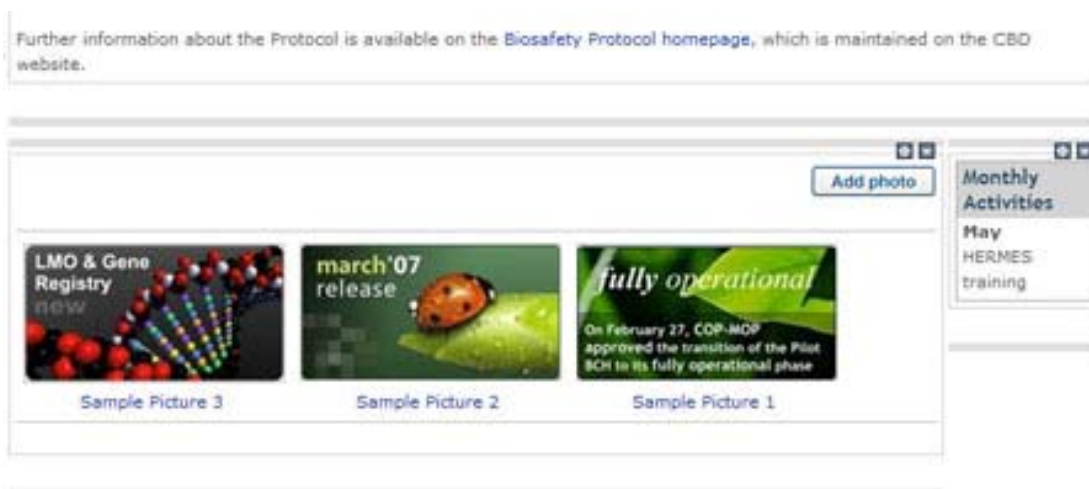 Further information about the Protocol is available on the Biosafety Protocol homepage, which is maintained on the CBD
website.
Add photo
LMO & Gene
Registry
new
march'07
release
fully operational
On February 27, COP-MOP
approved the transition of the Pilot
BCH to its fully operational phase
Sample Picture 3
Sample Picture 2
Sample Picture 1
Monthly
Activities
May
HERMES
training